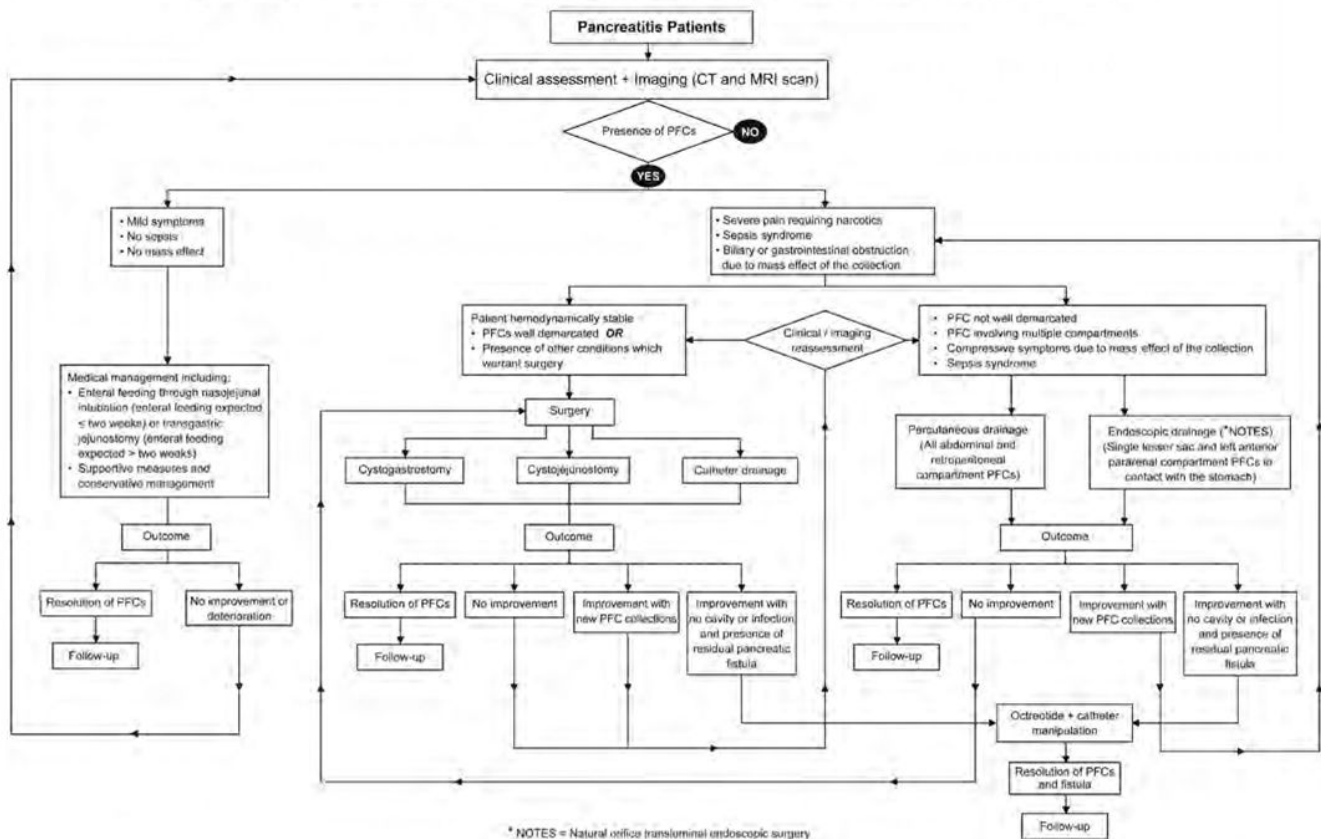 Pancreatitis Patients
Clinical assessment + Imaging (CT and MRI scan)
Presence of PFCs
NO
YES
• Mild symptoms
• No sepsis
• No mass effect
• Severe pain requiring narcotics
• Sepsis syndrome
• Biliary or gastrointestinal obstruction
due to mass effect of the collection
Patient hemodynamically stable
• PFCs well demarcated OR
• Presence of other conditions which
warrant surgery
Clinical / imaging
reassessment
• PFC not well demarcated
• PFC involving multiple compartments
• Compressive symptoms due to mass effect of the collection
• Sepsis syndrome
Medical management including:
• Enteral feeding through nasojejunal
intubation (enteral feeding expected
≤ two weeks) or transgastric
jejunostomy (enteral feeding
expected > two weeks)
• Supportive measures and
conservative management
Surgery
Cystogastrostomy
Cystojejunostomy
Catheter drainage
Percutaneous drainage
(All abdominal and
retroperitoneal
compartment PFCs)
Endoscopic drainage (*NOTES)
(Single lesser sac and left anterior
pararenal compartment PFCs in
contact with the stomach)
Outcome
Outcome
Outcome
Resolution of PFCs
No improvement or
deterioration
Follow-up
Resolution of PFCs
No improvement
Improvement with
new PFC collections
Improvement with
no cavity or infection
and presence of
residual pancreatic
fistula
Follow-up
Resolution of PFCs
No improvement
Improvement with
new PFC collections
Improvement with
no cavity or infection
and presence of
residual pancreatic
fistula
Follow-up
Octreotide + catheter
manipulation
Resolution of PFCs
and fistula
Follow-up
* NOTES = Natural orifice transluminal endoscopic surgery